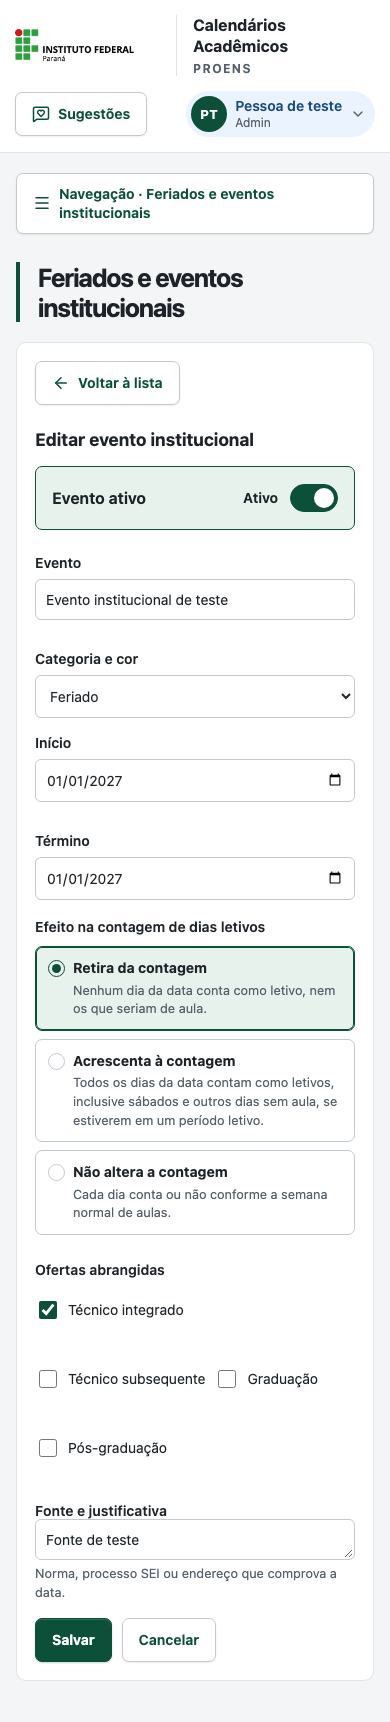 INSTITUTO FEDERAL
Paraná
Calendários
Acadêmicos
PROENS
Sugestões
PT
Pessoa de teste
Admin
Navegação · Feriados e eventos
institucionais
Feriados e eventos
institucionais
Voltar à lista
Editar evento institucional
Evento ativo
Ativo
Evento
Evento institucional de teste
Categoria e cor
Feriado
Início
01/01/2027
Término
01/01/2027
Efeito na contagem de dias letivos
Retira da contagem
Nenhum dia da data conta como letivo, nem
os que seriam de aula.
Acrescenta à contagem
Todos os dias da data contam como letivos,
inclusive sábados e outros dias sem aula, se
estiverem em um período letivo.
Não altera a contagem
Cada dia conta ou não conforme a semana
normal de aulas.
Ofertas abrangidas
Técnico integrado
Técnico subsequente
Graduação
Pós-graduação
Fonte e justificativa
Fonte de teste
Norma, processo SEI ou endereço que comprova a
data.
Salvar
Cancelar